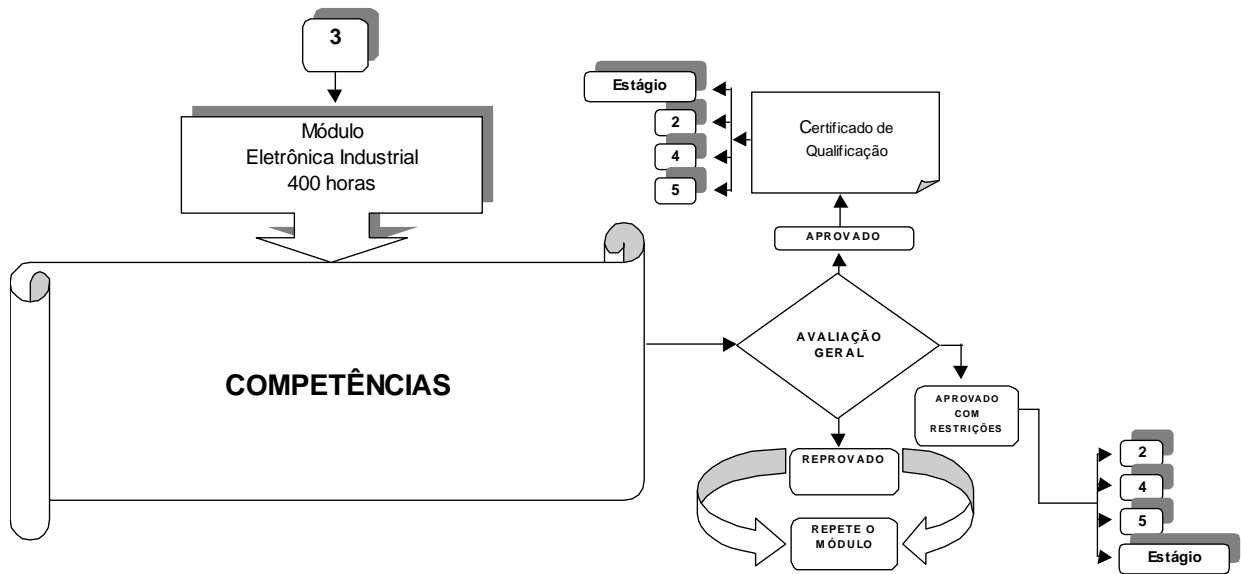 3
Módulo
Eletrônica Industrial
400 horas
COMPETÊNCIAS
Estágio
2
4
5
Certificado de
Qualificação
APROVADO
AVALIAÇÃO
GERAL
APROVADO
COM
RESTRIÇÕES
REPROVADO
REPETE O
MÓDULO
2
4
5
Estágio